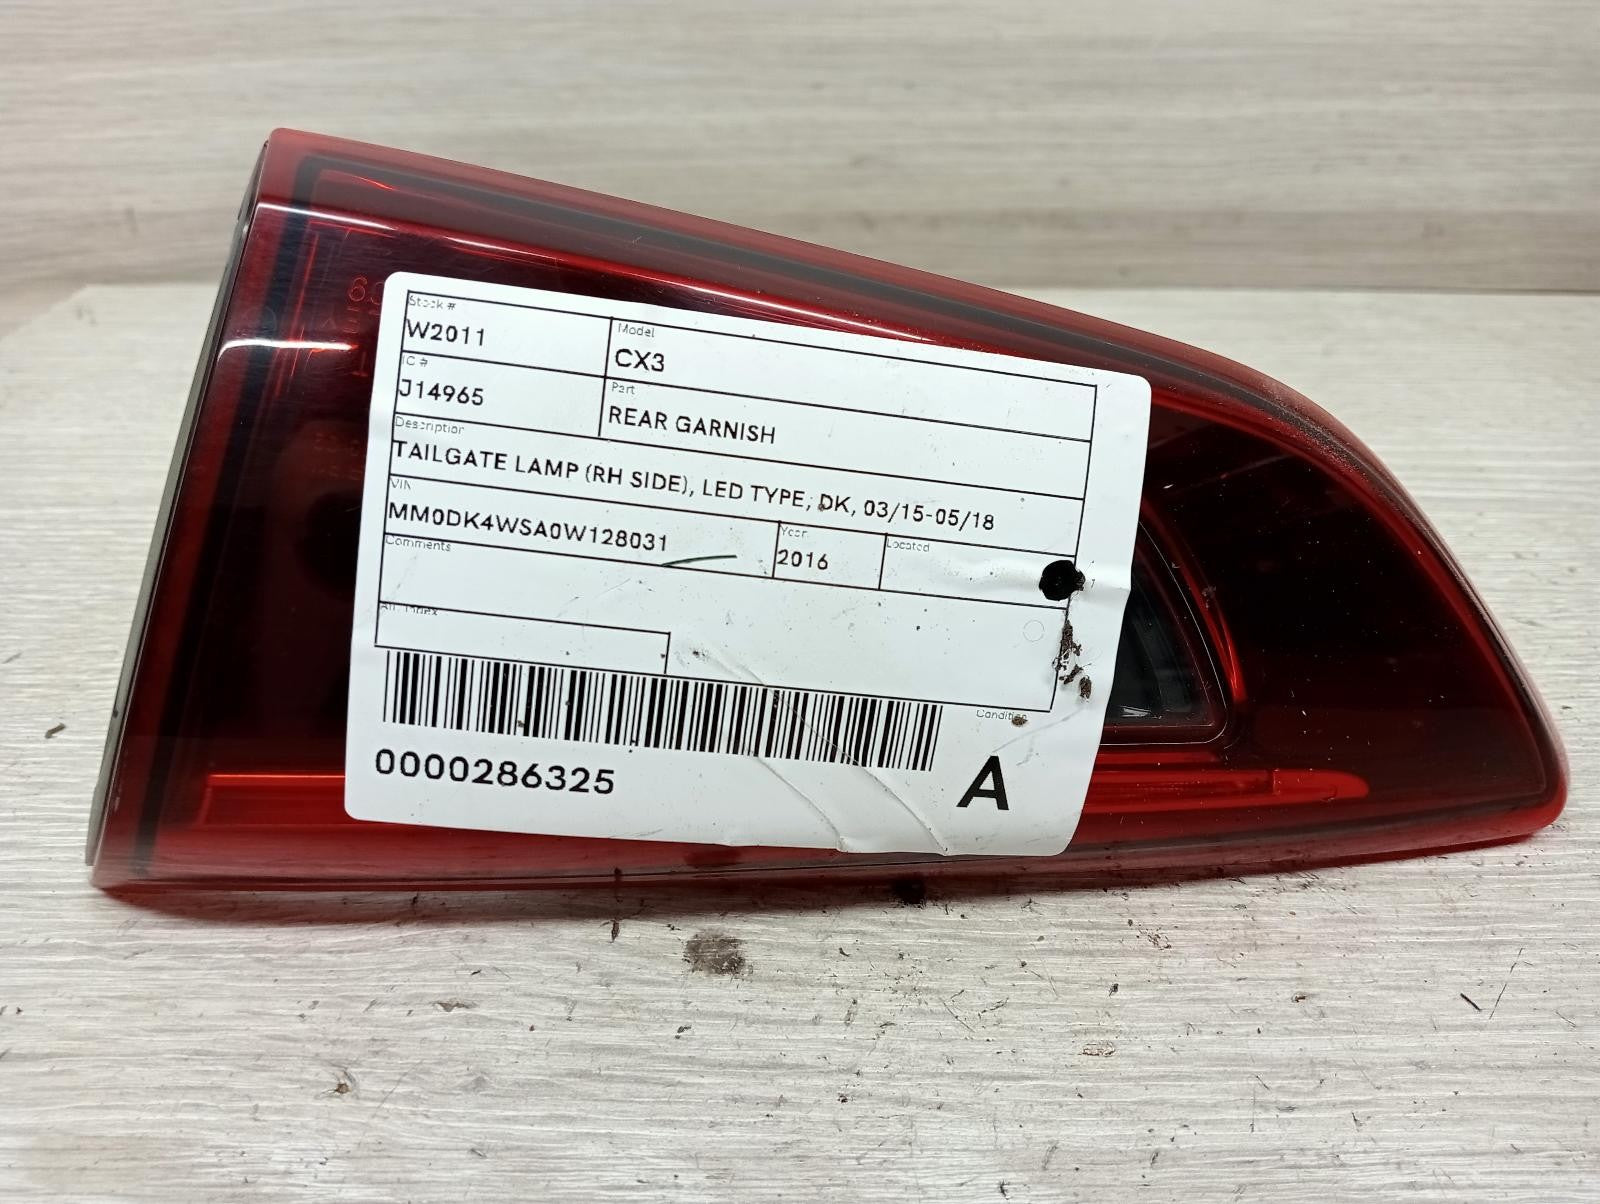 Stock #
W2011
Model
CX3
IC #
J14965
Part
REAR GARNISH
Description
TAILGATE LAMP (RH SIDE), LED TYPE, DK, 03/15-05/18
VIN
MM0DK4WSA0W128031
Year
2016
Located
Comments
Index
0000286325
Condition
A